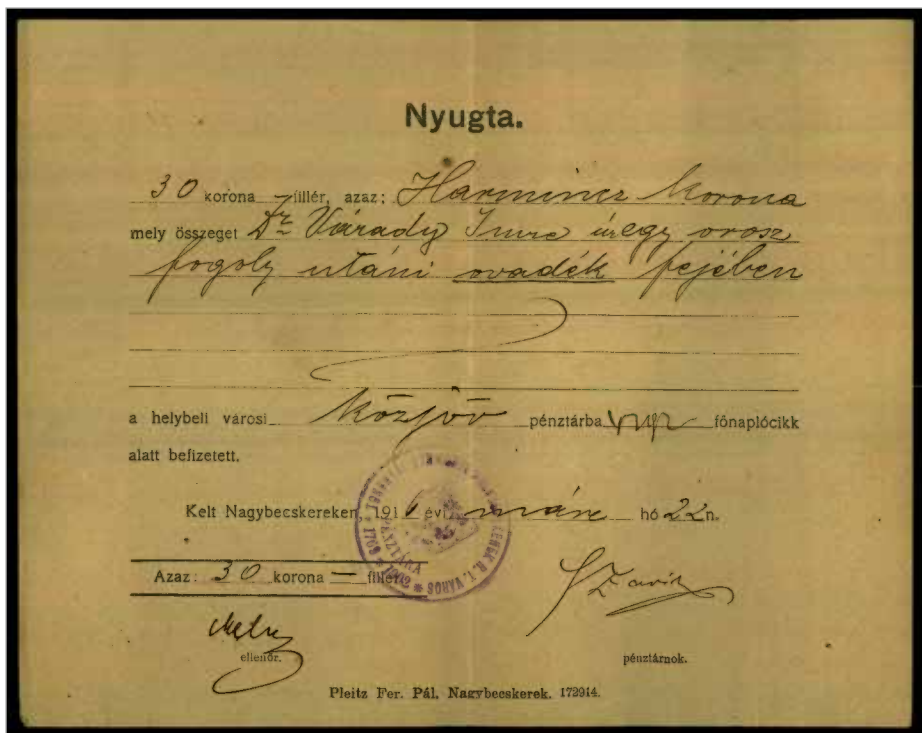 Nyugta.
30 korona — fillér, azaz: Harmincz korona
mely összeget Dr Várady Imre úr egy orosz
fogoly utáni ovadék fejében
a helybeli városi közjöv pénztárba főnaplócikk
alatt befizetett.
Kelt Nagybecskereken, 1916 évi márc hó 22 n.
Azaz: 30 korona — fillér.
ellenőr.
pénztárnok.
Pleitz Fer. Pál, Nagybecskerek. 172914.